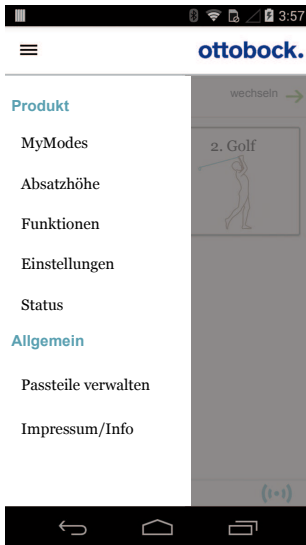 3:57
ottobock.
wechseln
Produkt
MyModes
2. Golf
Absatzhöhe
Funktionen
Einstellungen
Status
Allgemein
Passteile verwalten
Impressum/Info